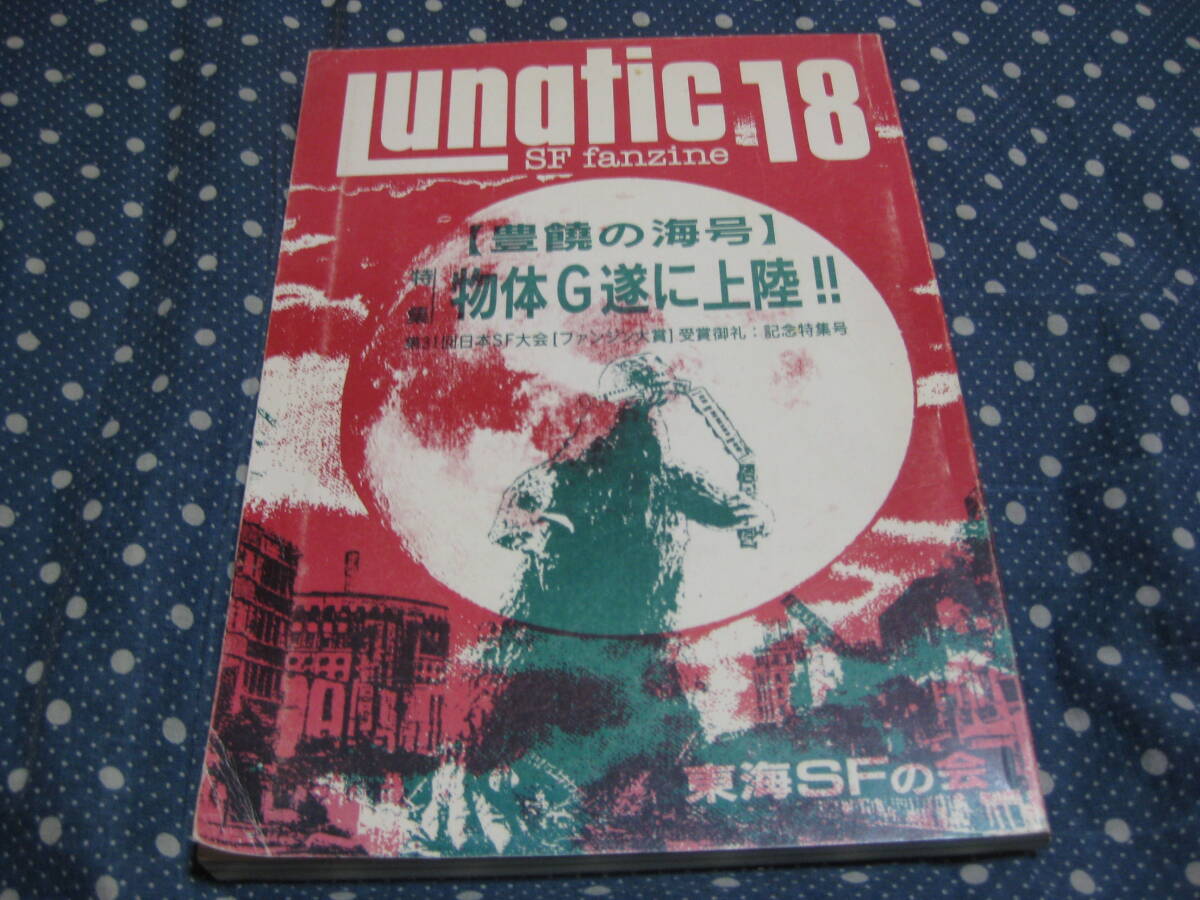 Lunatic 18
SF fanzine
【豊饒の海号】
特集 物体G遂に上陸!!
第31回日本SF大会[ファンジン大賞]受賞御礼：記念特集号
東海SFの会